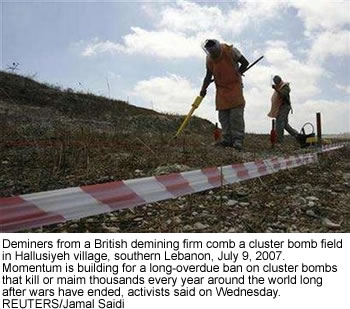 Deminers from a British demining firm comb a cluster bomb field
in Hallusiyeh village, southern Lebanon, July 9, 2007.
Momentum is building for a long-overdue ban on cluster bombs
that kill or maim thousands every year around the world long
after wars have ended, activists said on Wednesday.
REUTERS/Jamal Saidi